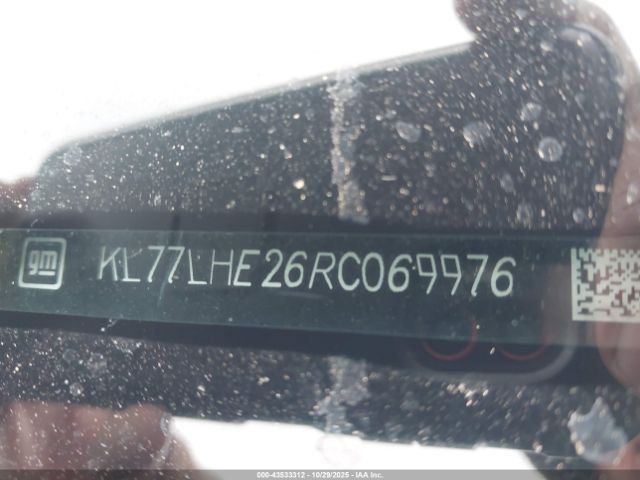 gm KL77LHE26RC069976
000-43533312 | 10/29/2025 - IAA Inc.